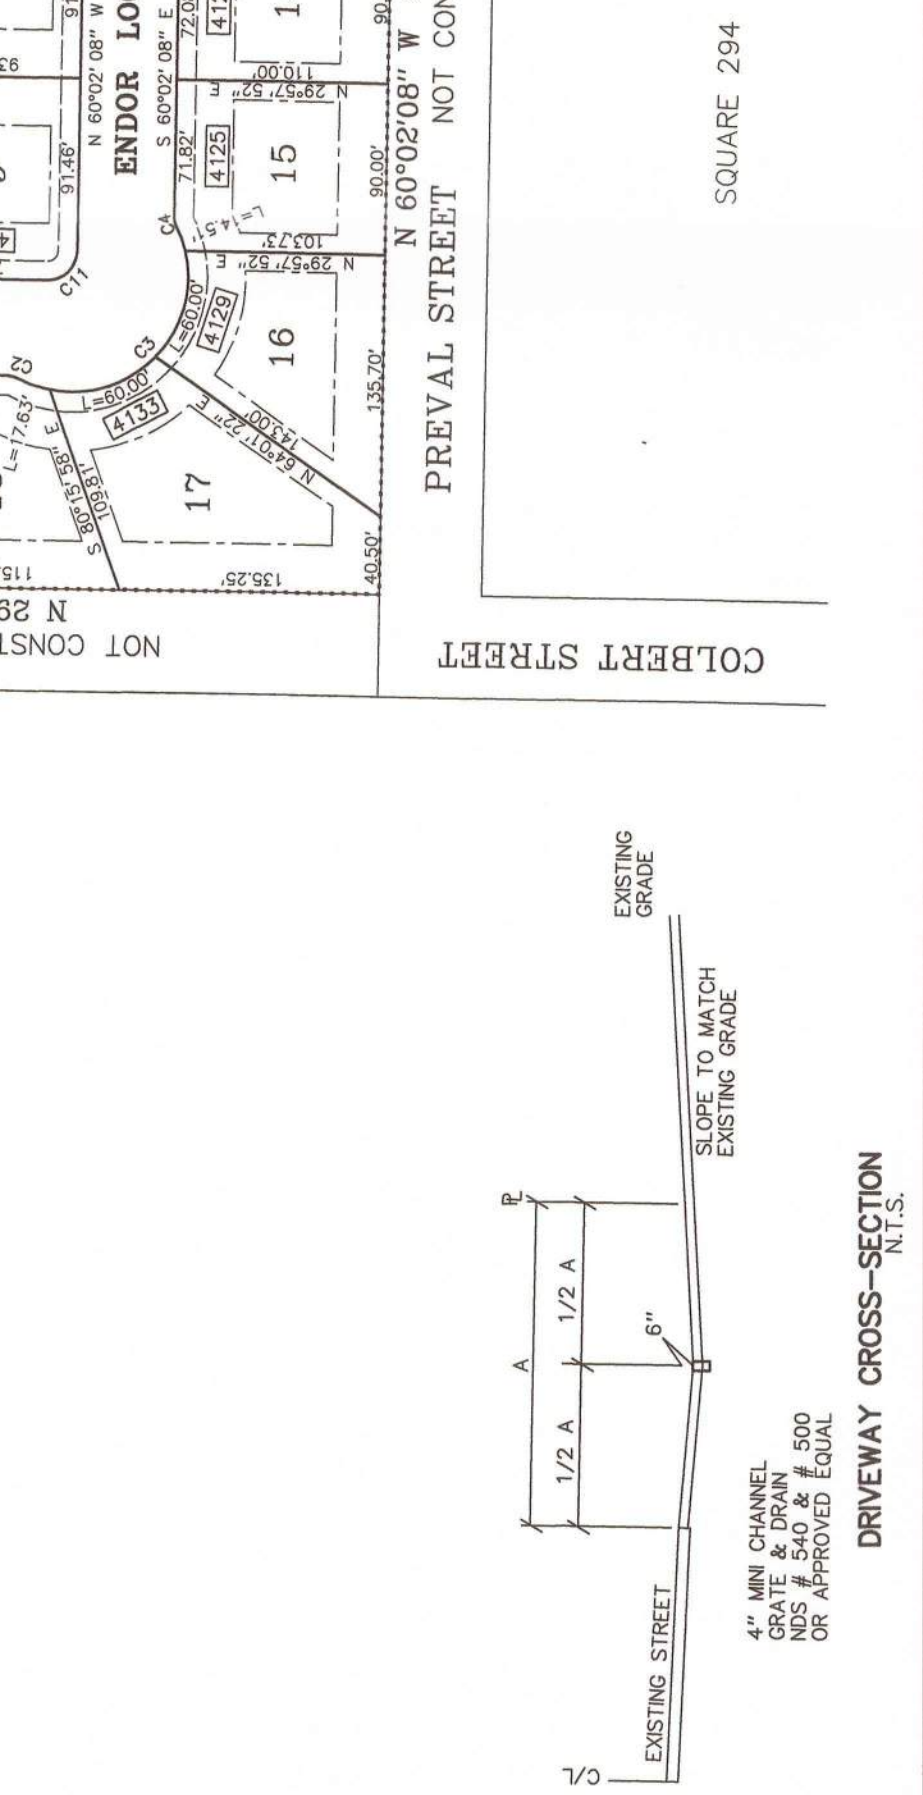 N 60°02'08" W
ENDOR
S 60°02'08" E
91.46'
71.82'
4125
15
110.00'
N 29°57'52" E
90.00'
N 60°02'08" W
PREVAL STREET
NOT
SQUARE 294
C11
C4
L=14.51'
103.73'
N 29°57'52" E
C2
C3
L=60.00'
4129
16
135.70'
L=17.63'
L=60.00'
4133
143.00'
N 64°01'22" E
S 80°15'58" E
109.81'
17
135.25'
40.50'
N
NOT
COLBERT STREET
EXISTING
GRADE
SLOPE TO MATCH
EXISTING GRADE
PL
A
1/2 A
1/2 A
6"
4" MINI CHANNEL
GRATE & DRAIN
NDS # 540 & # 500
OR APPROVED EQUAL
EXISTING STREET
C/L
DRIVEWAY CROSS-SECTION
N.T.S.